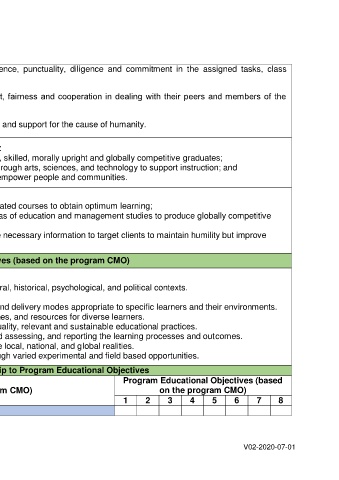 ence, punctuality, diligence and commitment in the assigned tasks, class
t, fairness and cooperation in dealing with their peers and members of the
and support for the cause of humanity.
:
, skilled, morally upright and globally competitive graduates;
rough arts, sciences, and technology to support instruction; and
empower people and communities.
ated courses to obtain optimum learning;
as of education and management studies to produce globally competitive
e necessary information to target clients to maintain humility but improve
ves (based on the program CMO)
ral, historical, psychological, and political contexts.
nd delivery modes appropriate to specific learners and their environments.
es, and resources for diverse learners.
uality, relevant and sustainable educational practices.
d assessing, and reporting the learning processes and outcomes.
e local, national, and global realities.
ugh varied experimental and field based opportunities.
ip to Program Educational Objectives
m CMO)
Program Educational Objectives (based
on the program CMO)
1 2 3 4 5 6 7 8
V02-2020-07-01